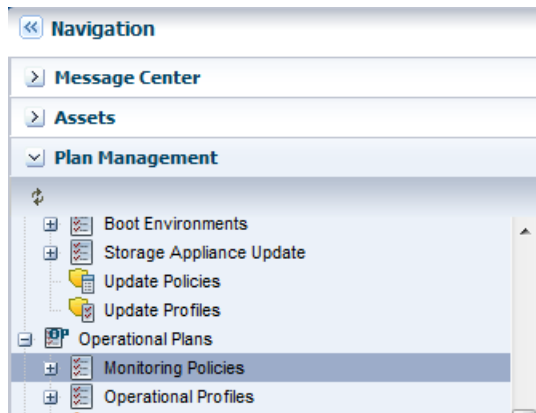 Navigation
Message Center
Assets
Plan Management
Boot Environments
Storage Appliance Update
Update Policies
Update Profiles
Operational Plans
Monitoring Policies
Operational Profiles